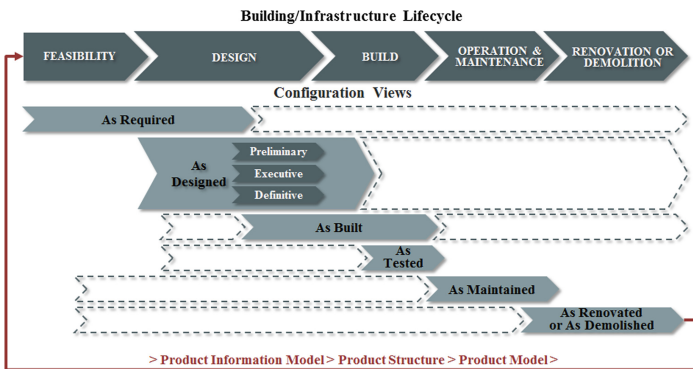 Building/Infrastructure Lifecycle
FEASIBILITY
DESIGN
BUILD
OPERATION &
MAINTENANCE
RENOVATION OR
DEMOLITION
Configuration Views
As Required
As
Designed
Preliminary
Executive
Definitive
As Built
As
Tested
As Maintained
As Renovated
or As Demolished
> Product Information Model> Product Structure> Product Model>